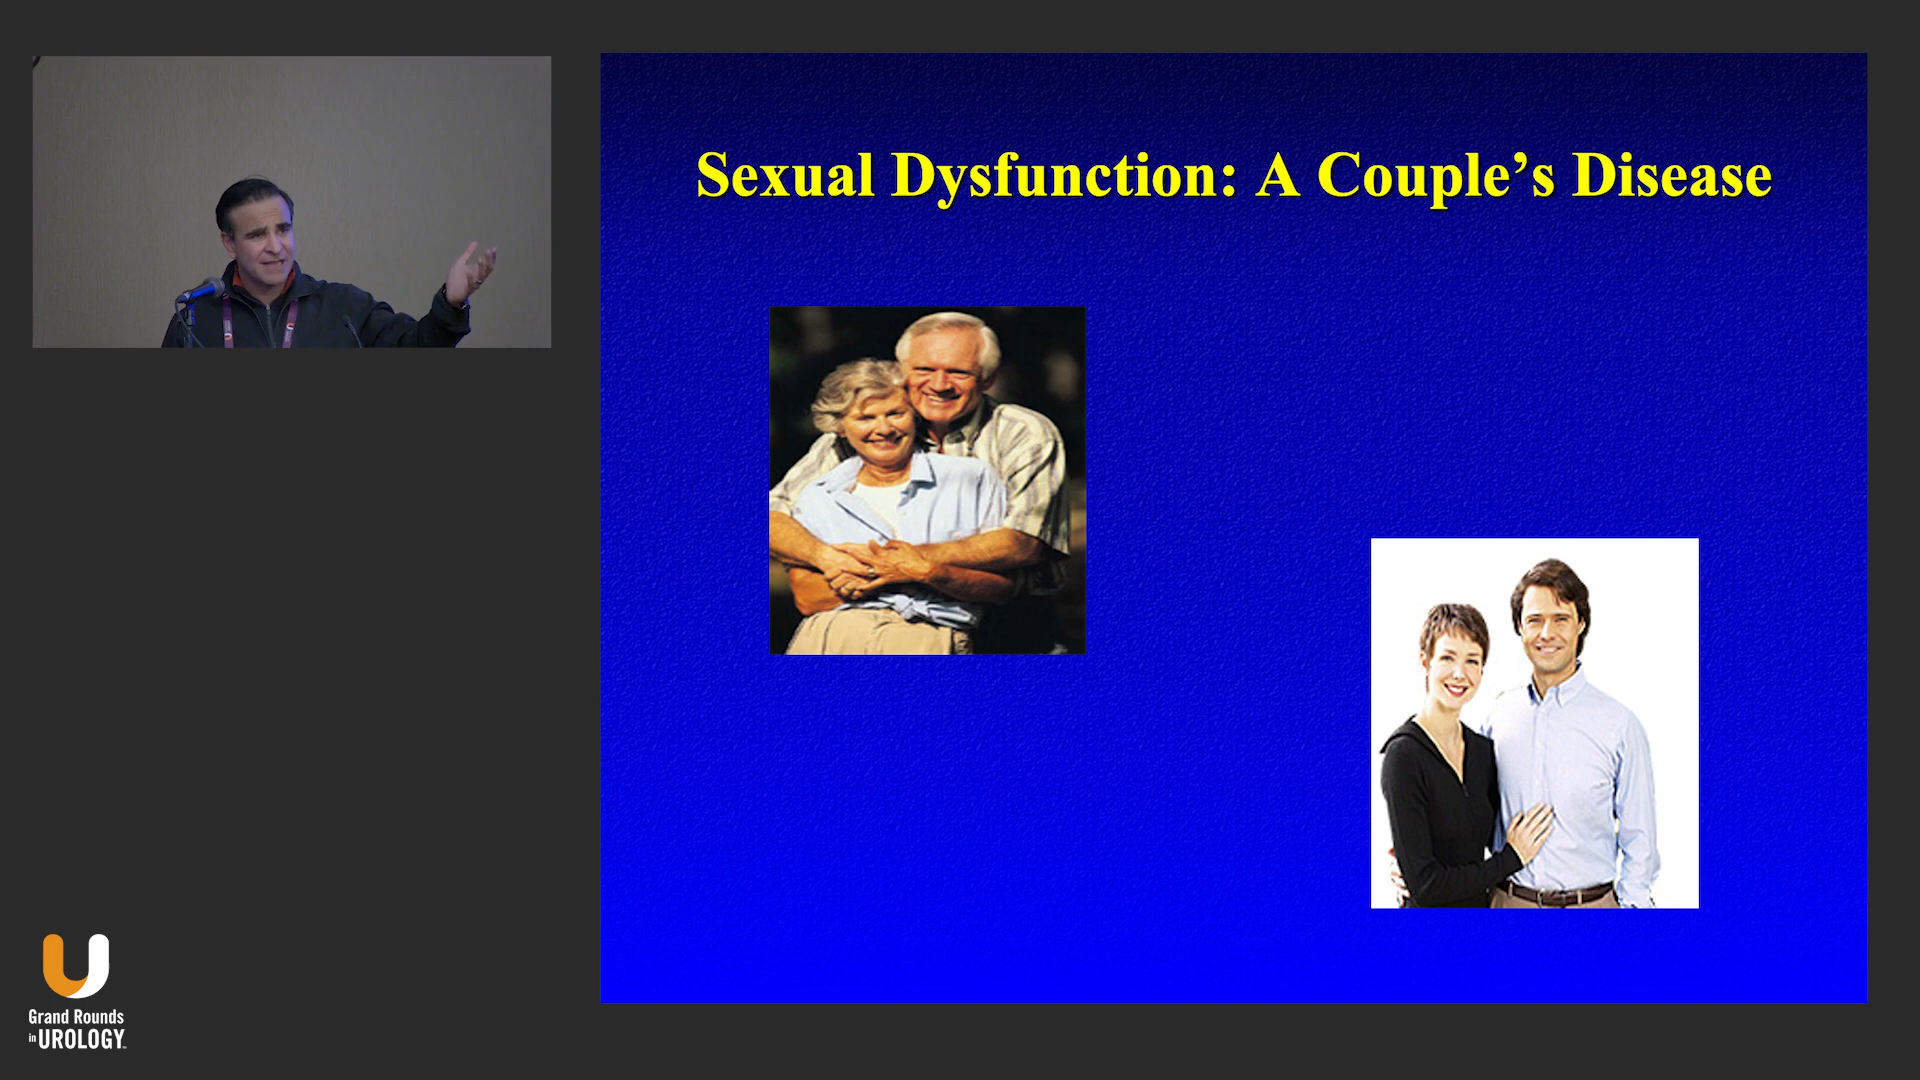 Sexual Dysfunction: A Couple’s Disease
Grand Rounds
in UROLOGY